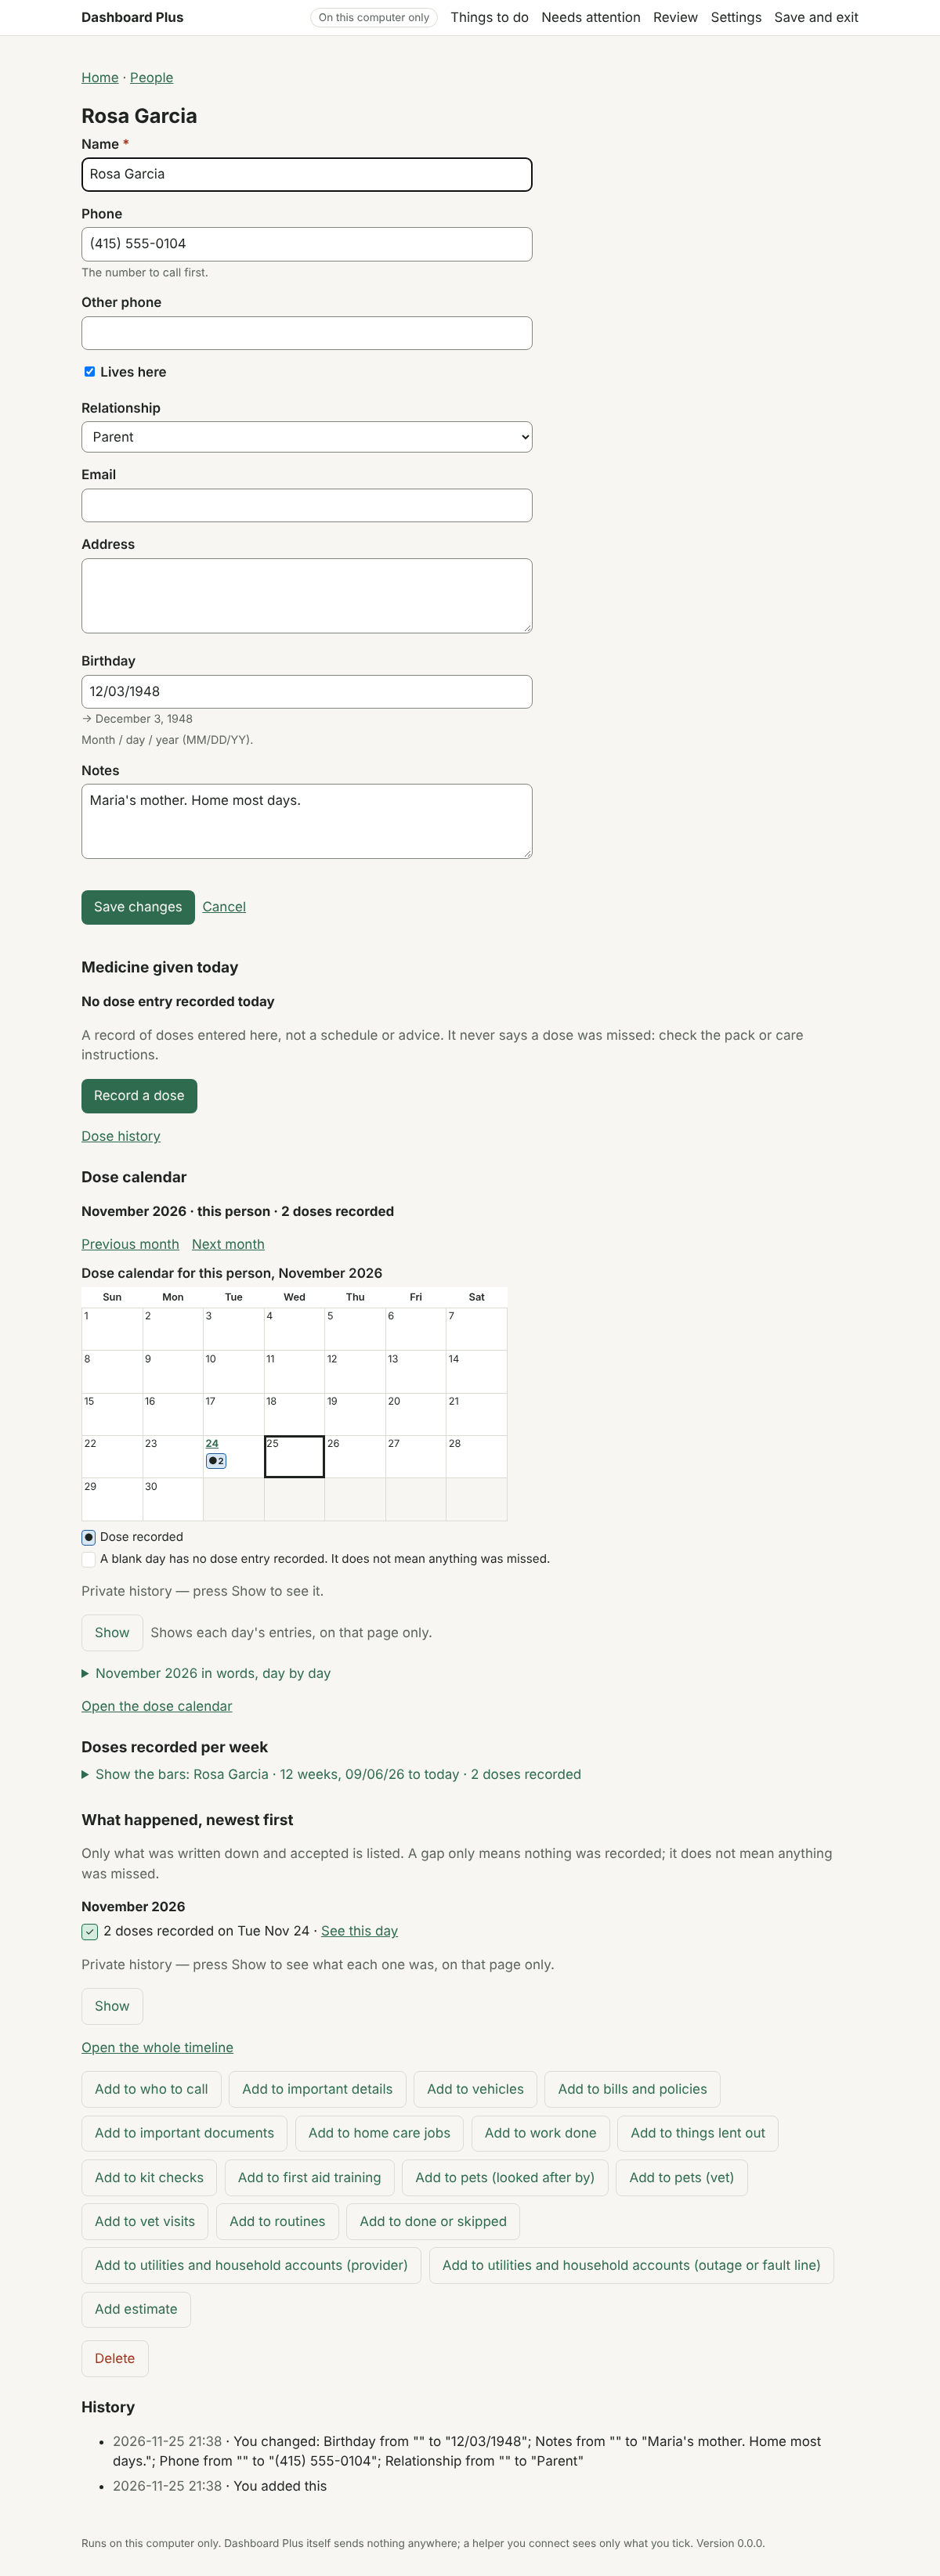 Dashboard Plus
On this computer only
Things to do
Needs attention
Review
Settings
Save and exit
Home · People
Rosa Garcia
Name *
Rosa Garcia
Phone
(415) 555-0104
The number to call first.
Other phone
Lives here
Relationship
Parent
Email
Address
Birthday
12/03/1948
→ December 3, 1948
Month / day / year (MM/DD/YY).
Notes
Maria's mother. Home most days.
Save changes
Cancel
Medicine given today
No dose entry recorded today
A record of doses entered here, not a schedule or advice. It never says a dose was missed: check the pack or care
instructions.
Record a dose
Dose history
Dose calendar
November 2026 · this person · 2 doses recorded
Previous month
Next month
Dose calendar for this person, November 2026
Sun Mon Tue Wed Thu Fri Sat
1 2 3 4 5 6 7
8 9 10 11 12 13 14
15 16 17 18 19 20 21
22 23 24 25 26 27 28
●2
29 30
● Dose recorded
A blank day has no dose entry recorded. It does not mean anything was missed.
Private history — press Show to see it.
Show
Shows each day's entries, on that page only.
▶ November 2026 in words, day by day
Open the dose calendar
Doses recorded per week
▶ Show the bars: Rosa Garcia · 12 weeks, 09/06/26 to today · 2 doses recorded
What happened, newest first
Only what was written down and accepted is listed. A gap only means nothing was recorded; it does not mean anything
was missed.
November 2026
✓ 2 doses recorded on Tue Nov 24 · See this day
Private history — press Show to see what each one was, on that page only.
Show
Open the whole timeline
Add to who to call
Add to important details
Add to vehicles
Add to bills and policies
Add to important documents
Add to home care jobs
Add to work done
Add to things lent out
Add to kit checks
Add to first aid training
Add to pets (looked after by)
Add to pets (vet)
Add to vet visits
Add to routines
Add to done or skipped
Add to utilities and household accounts (provider)
Add to utilities and household accounts (outage or fault line)
Add estimate
Delete
History
• 2026-11-25 21:38 · You changed: Birthday from "" to "12/03/1948"; Notes from "" to "Maria's mother. Home most
days."; Phone from "" to "(415) 555-0104"; Relationship from "" to "Parent"
• 2026-11-25 21:38 · You added this
Runs on this computer only. Dashboard Plus itself sends nothing anywhere; a helper you connect sees only what you tick. Version 0.0.0.